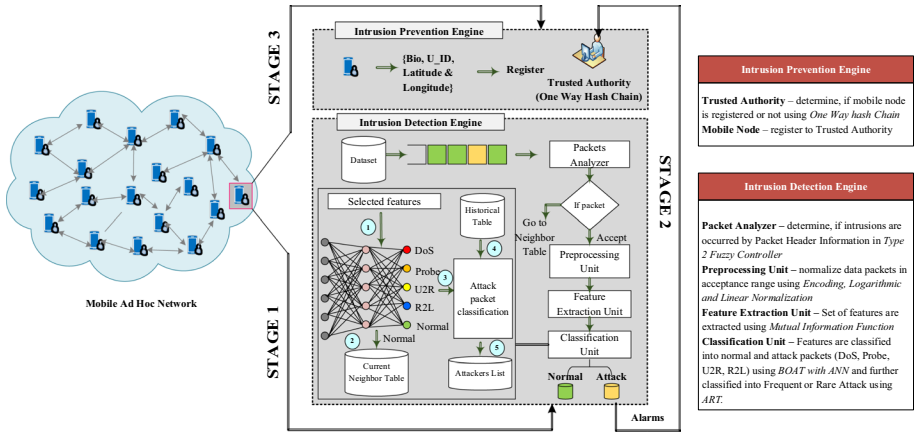 STAGE 3
Intrusion Prevention Engine
{Bio, U_ID,
Latitude &
Longitude}
Register
Trusted Authority
(One Way Hash Chain)
Mobile Ad Hoc Network
STAGE 1
STAGE 2
Intrusion Detection Engine
Dataset
Packets
Analyzer
If packet
Go to
Neighbor
Table
Accept
Preprocessing
Unit
Feature
Extraction Unit
Classification
Unit
Normal
Attack
Alarms
Selected features
1
DoS
Probe
U2R
R2L
Normal
Normal
2
Current
Neighbor Table
3
Historical
Table
4
Attack
packet
classification
5
Attackers List
Intrusion Prevention Engine
Trusted Authority – determine, if mobile node
is registered or not using One Way hash Chain
Mobile Node – register to Trusted Authority
Intrusion Detection Engine
Packet Analyzer – determine, if intrusions are
occurred by Packet Header Information in Type
2 Fuzzy Controller
Preprocessing Unit – normalize data packets in
acceptance range using Encoding, Logarithmic
and Linear Normalization
Feature Extraction Unit – Set of features are
extracted using Mutual Information Function
Classification Unit – Features are classified
into normal and attack packets (DoS, Probe,
U2R, R2L) using BOAT with ANN and further
classified into Frequent or Rare Attack using
ART.